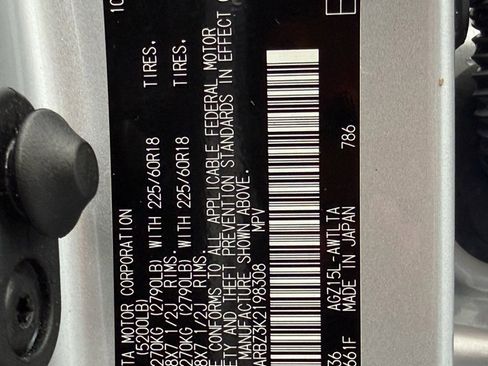 10
TA MOTOR CORPORATION
(5200LB)
270KG (2790LB) WITH 225/60R18 TIRES,
8X7 1/2J RIMS.
270KG (2790LB) WITH 225/60R18 TIRES,
8X7 1/2J RIMS.
E CONFORMS TO ALL APPLICABLE FEDERAL MOTOR
ETY AND THEFT PREVENTION STANDARDS IN EFFECT O
MANUFACTURE SHOWN ABOVE.
ARBZ3K2198308 MPV
36 AGZ15L-AWTLTA
661F MADE IN JAPAN 786